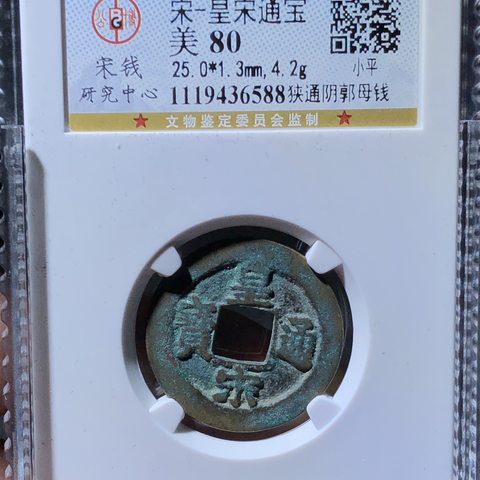 宋-皇宋通宝
美 80
宋钱 25.0*1.3mm,4.2g 小平
研究中心 1119436588狭通阴郭母钱
★ 文物鉴定委员会监制 ★
皇宋通寳